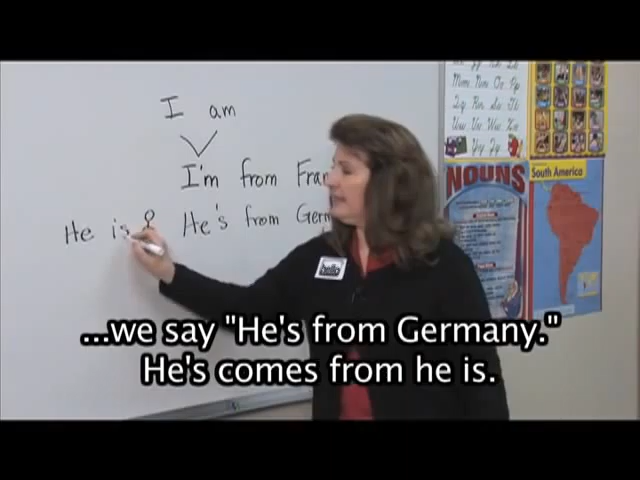 I am
I'm from Fran
He is He's from Germ
hello
NOUNS
South America
...we say "He's from Germany."
He's comes from he is.